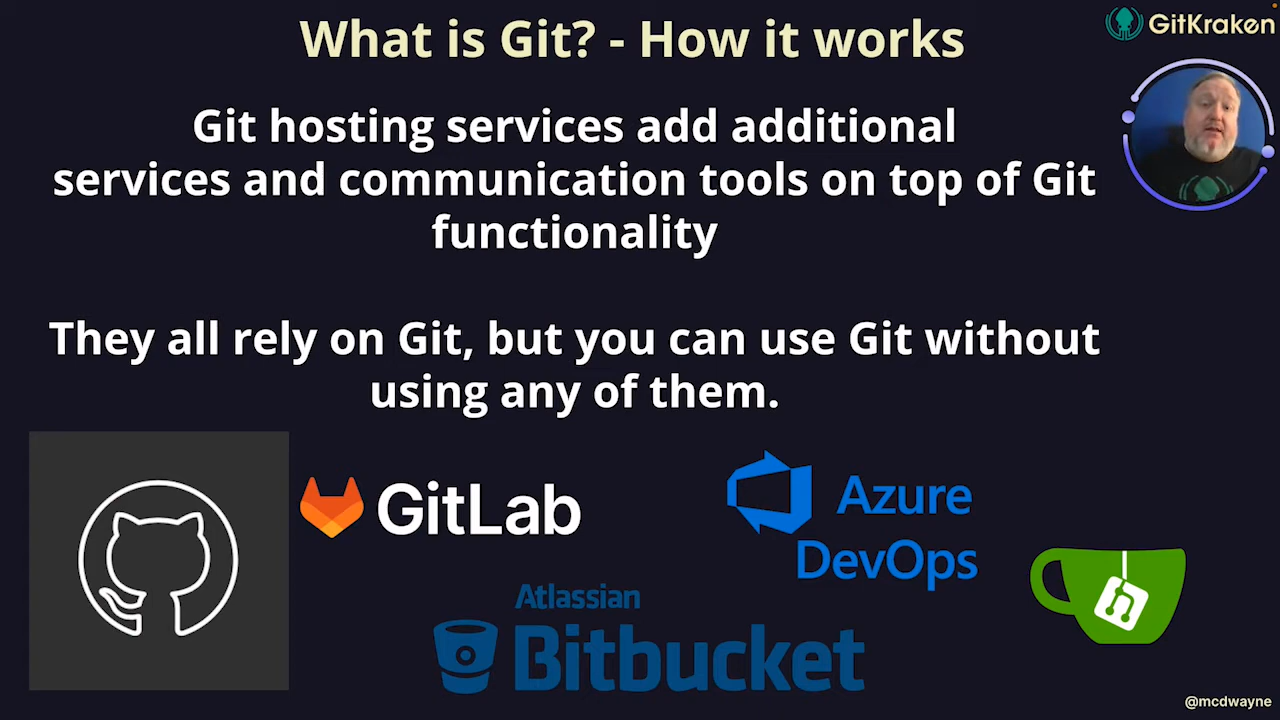 What is Git? - How it works
GitKraken
Git hosting services add additional
services and communication tools on top of Git
functionality
They all rely on Git, but you can use Git without
using any of them.
GitLab
Azure
DevOps
Atlassian
Bitbucket
@mcdwayne